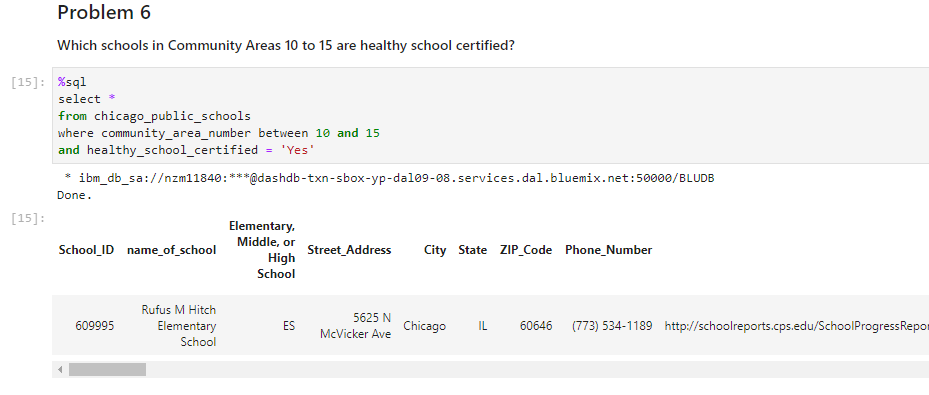 Problem 6
Which schools in Community Areas 10 to 15 are healthy school certified?
[15]: %sql
select *
from chicago_public_schools
where community_area_number between 10 and 15
and healthy_school_certified = 'Yes'
* ibm_db_sa://nzm11840:***@dashdb-txn-sbox-yp-dal09-08.services.dal.bluemix.net:50000/BLUDB
Done.
[15]:
School_ID name_of_school Elementary, Middle, or High School Street_Address City State ZIP_Code Phone_Number
609995 Rufus M Hitch Elementary School ES 5625 N McVicker Ave Chicago IL 60646 (773) 534-1189 http://schoolreports.cps.edu/SchoolProgressRepor